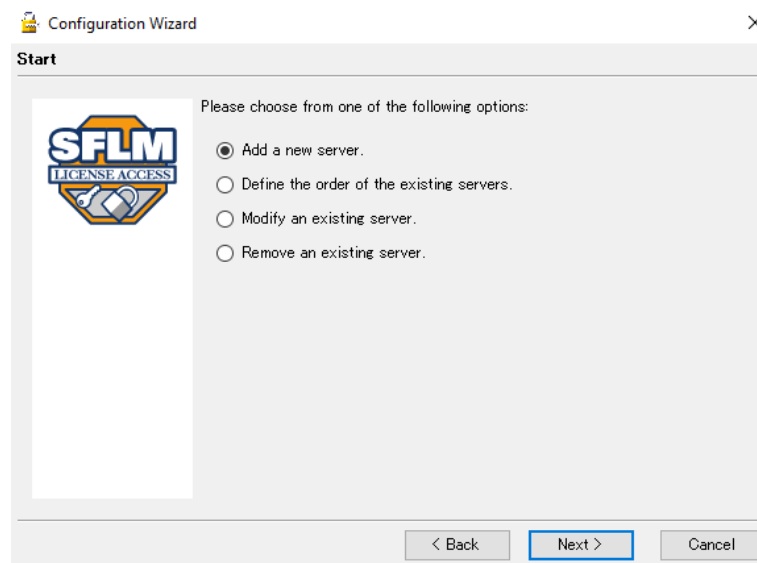 Configuration Wizard
Start
Please choose from one of the following options:
SFLM
LICENSE ACCESS
Add a new server.
Define the order of the existing servers.
Modify an existing server.
Remove an existing server.
< Back
Next >
Cancel